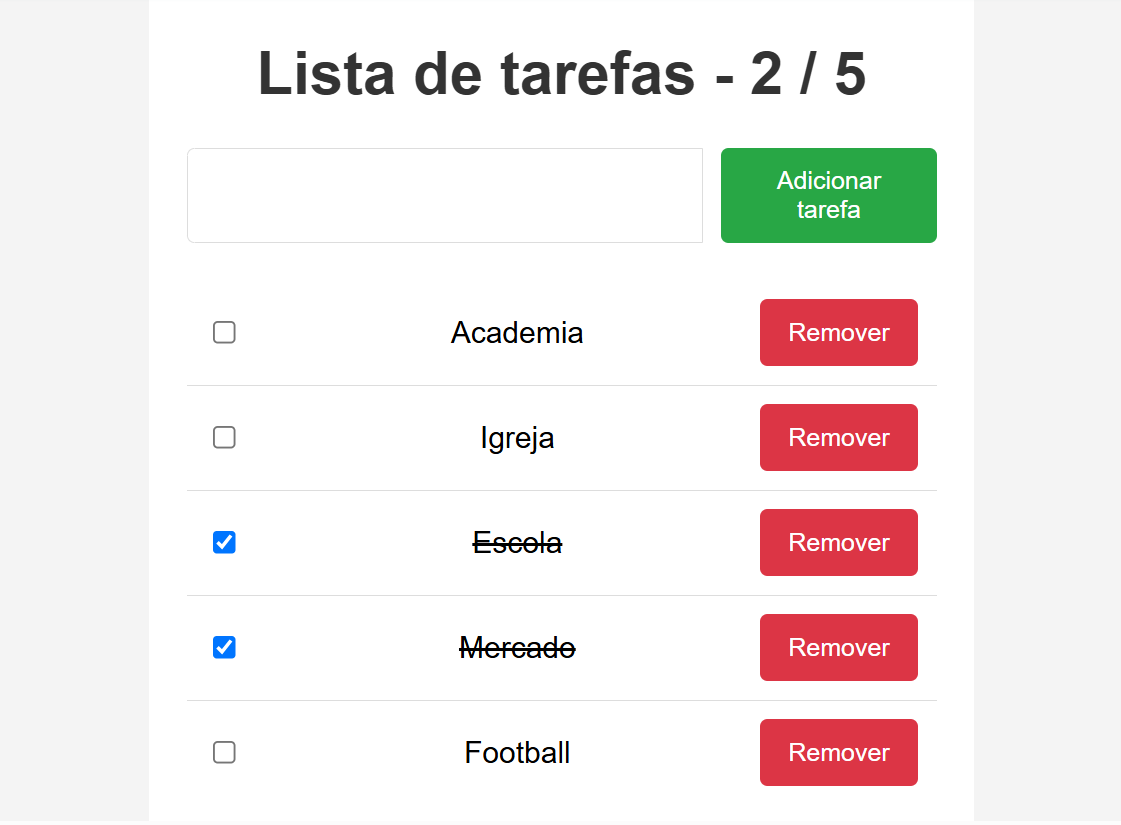 Lista de tarefas - 2 / 5
Adicionar
tarefa
Academia
Remover
Igreja
Remover
Escola
Remover
Mercado
Remover
Football
Remover